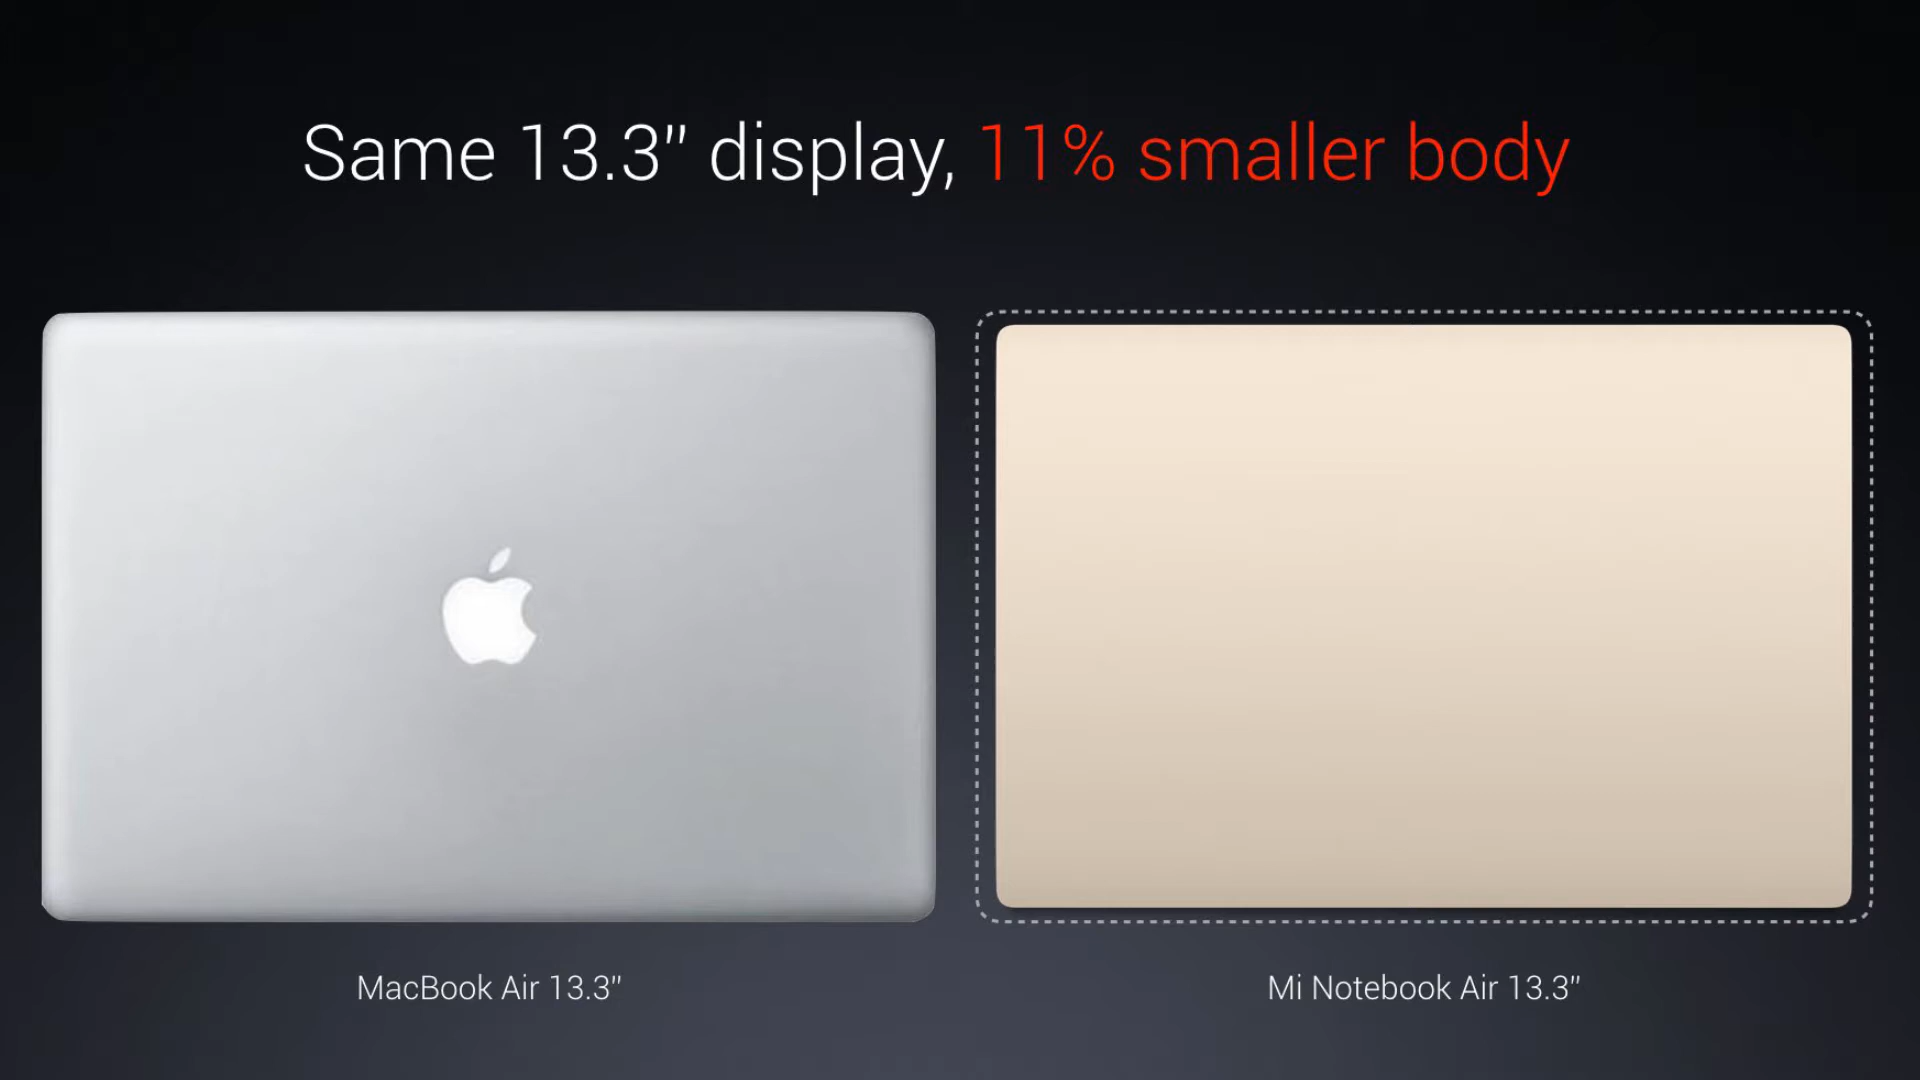 Same 13.3" display, 11% smaller body
MacBook Air 13.3"
Mi Notebook Air 13.3"